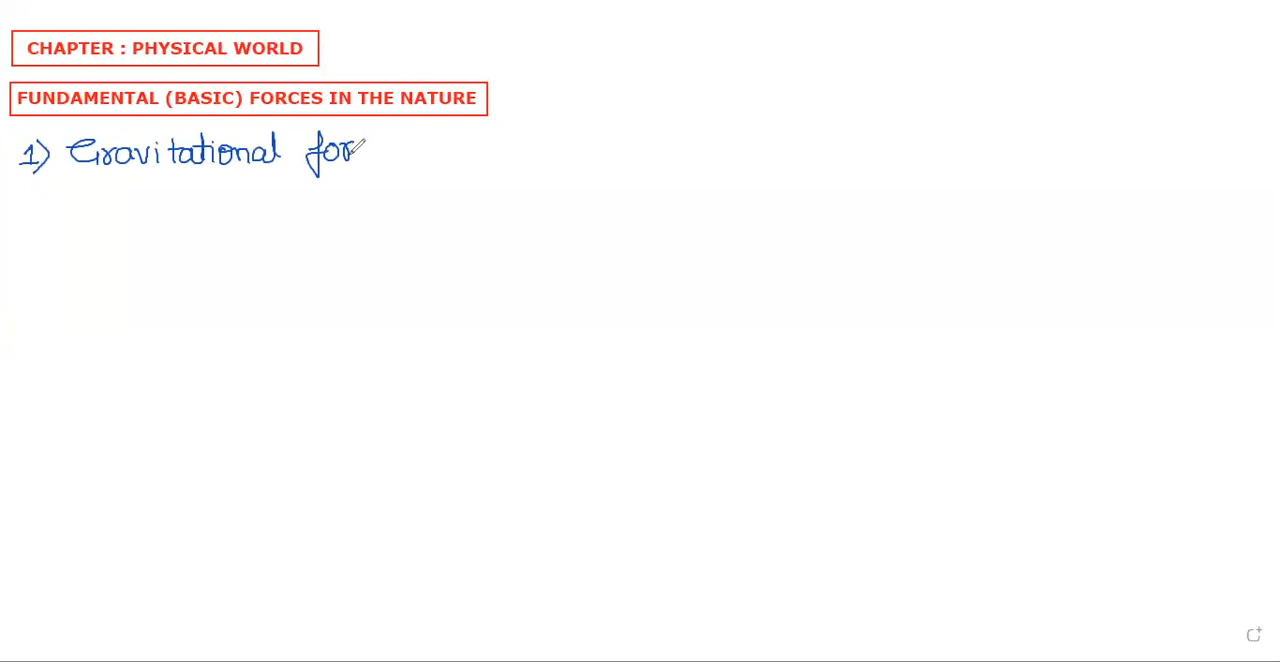 CHAPTER : PHYSICAL WORLD
FUNDAMENTAL (BASIC) FORCES IN THE NATURE
1) Gravitational for